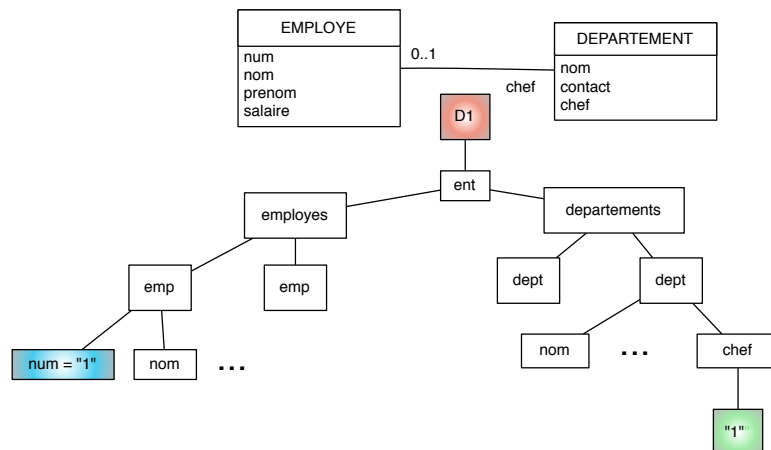 EMPLOYE
num
nom
prenom
salaire
0..1
chef
DEPARTEMENT
nom
contact
chef
D1
ent
employes
departements
emp
emp
dept
dept
num = "1"
nom
...
nom
...
chef
"1"